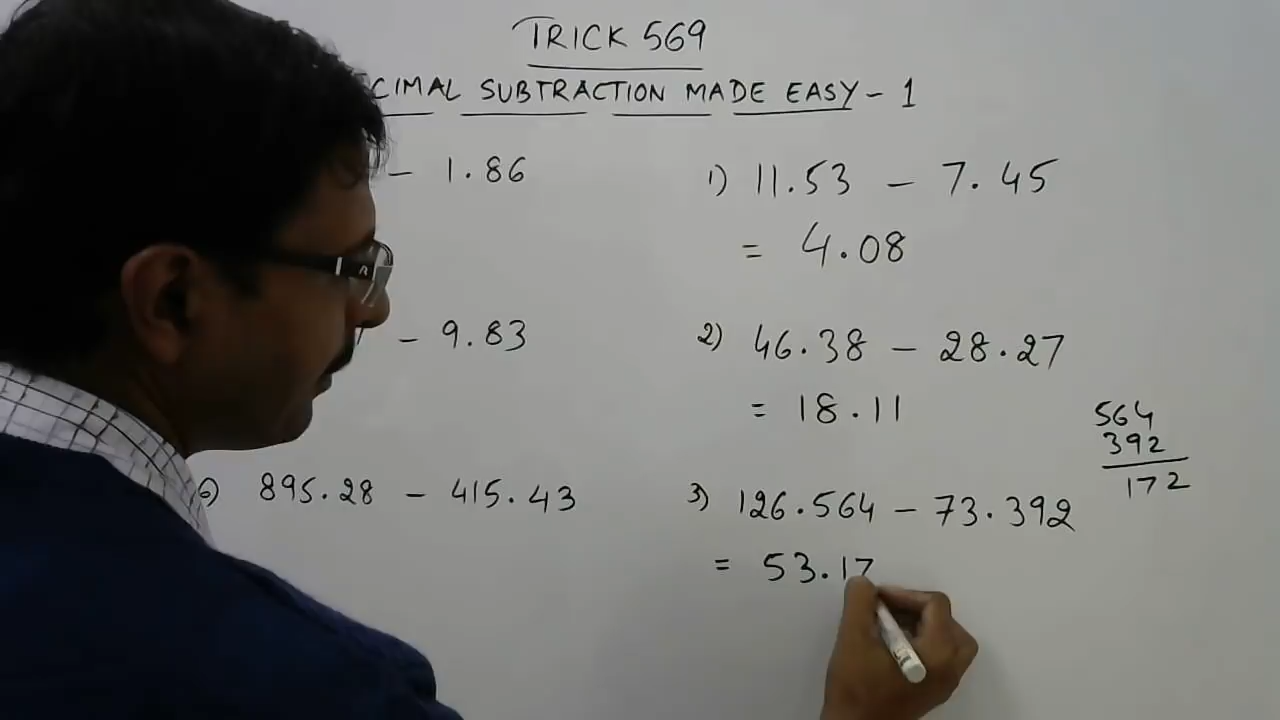 TRICK 569
CIMAL SUBTRACTION MADE EASY - 1
- 1.86
- 9.83
6) 895.28 - 415.43
1) 11.53 - 7.45
= 4.08
2) 46.38 - 28.27
= 18.11
3) 126.564 - 73.392
= 53.17
564
392
172